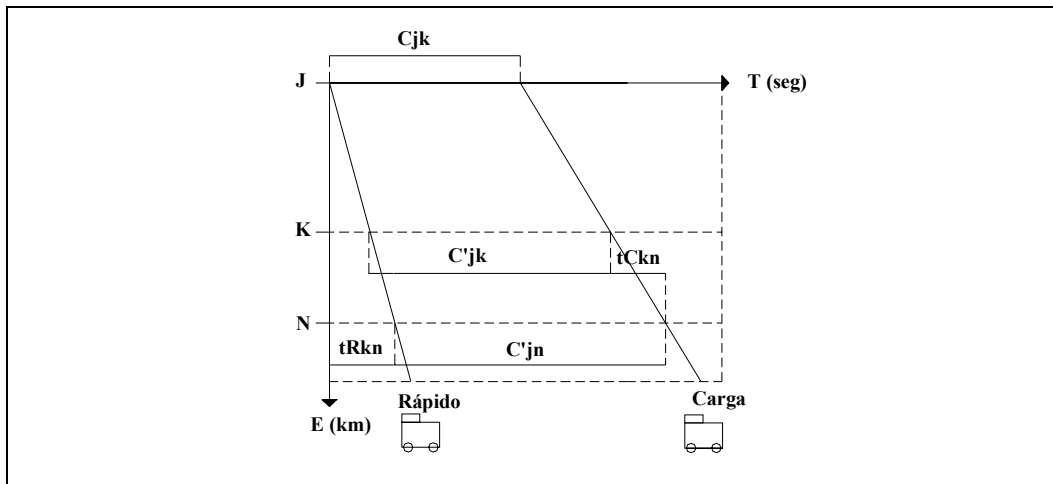 Cjk
J
T (seg)
K
C'jk
tCkn
N
tRkn
C'jn
Rápido
Carga
E (km)